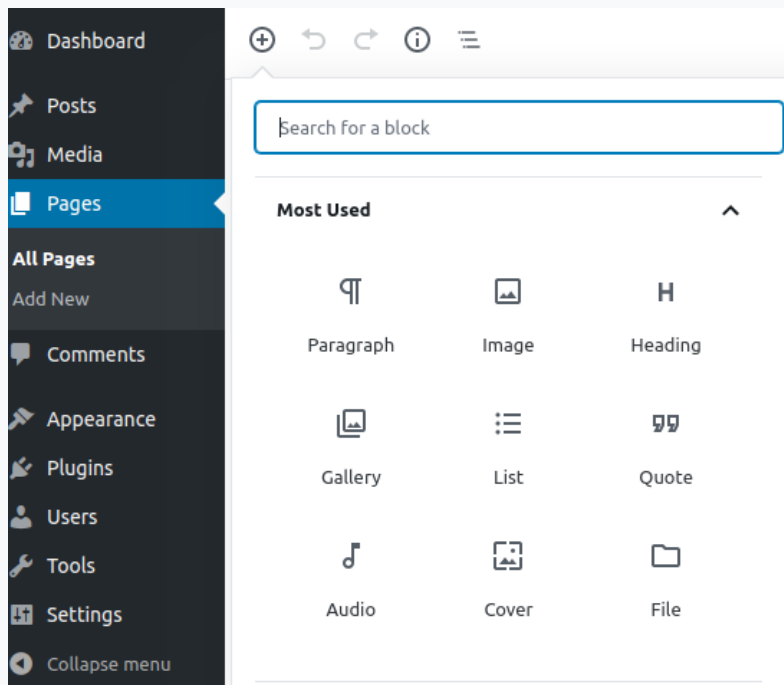 Dashboard
Posts
Media
Pages
All Pages
Add New
Comments
Appearance
Plugins
Users
Tools
Settings
Collapse menu
Search for a block
Most Used
Paragraph Image Heading
Gallery List Quote
Audio Cover File